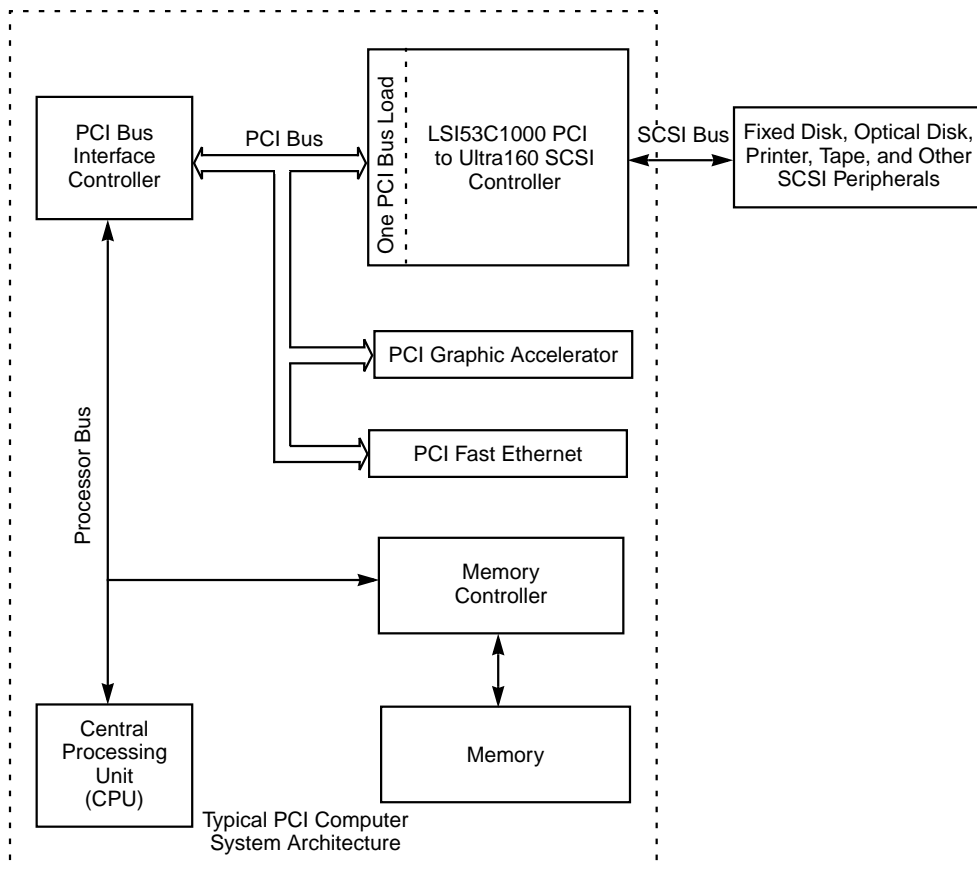 PCI Bus
Interface
Controller
PCI Bus
One PCI Bus Load
LSI53C1000 PCI
to Ultra160 SCSI
Controller
SCSI Bus
Fixed Disk, Optical Disk,
Printer, Tape, and Other
SCSI Peripherals
PCI Graphic Accelerator
PCI Fast Ethernet
Processor Bus
Memory
Controller
Central
Processing
Unit
(CPU)
Memory
Typical PCI Computer
System Architecture